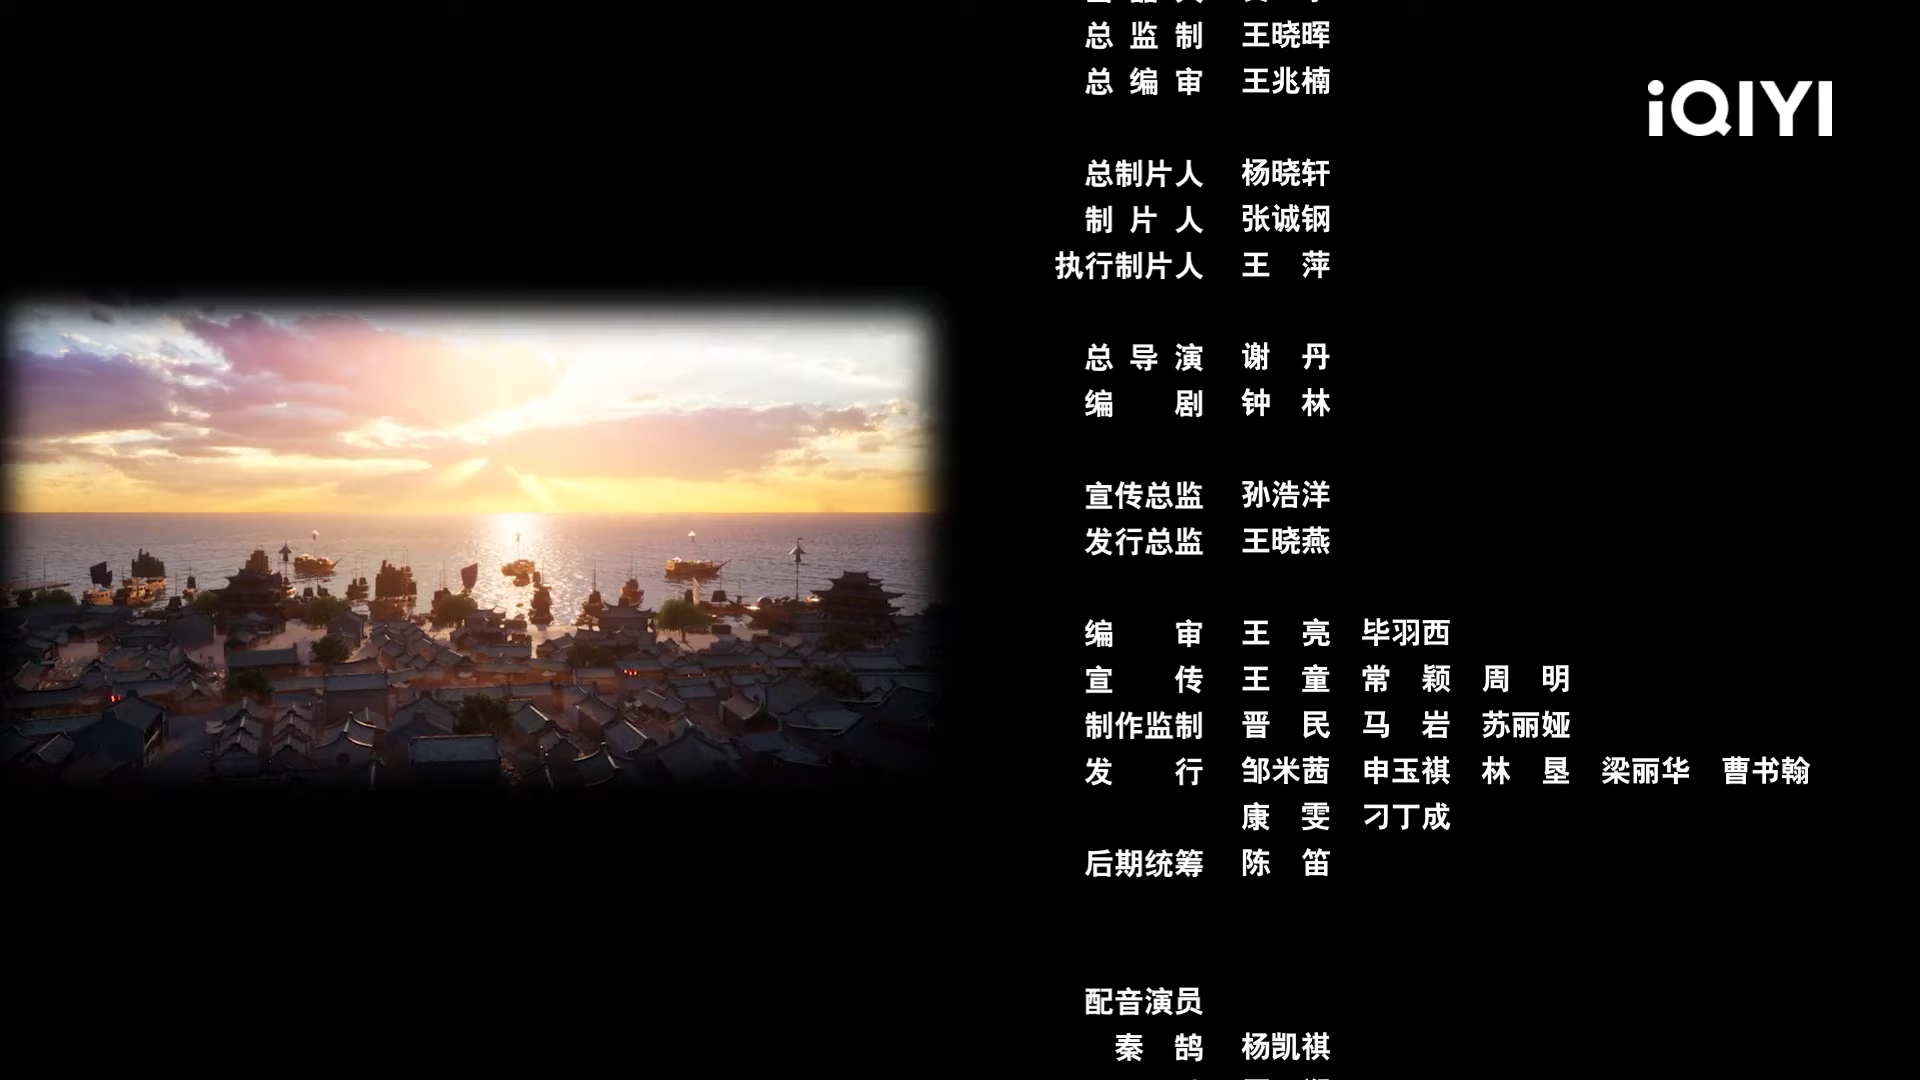 总监制 王晓晖
iQIYI
总编审 王兆楠
总制片人 杨晓轩
制片人 张诚钢
执行制片人 王萍
总导演 谢丹
编剧 钟林
宣传总监 孙浩洋
发行总监 王晓燕
编审 王亮 毕羽西
宣传 王童 常颖 周明
制作监制 晋民 马岩 苏丽娅
发行 邹米茜 申玉祺 林垦 梁丽华 曹书翰
康雯 刁丁成
后期统筹 陈笛
配音演员
秦鹄 杨凯祺